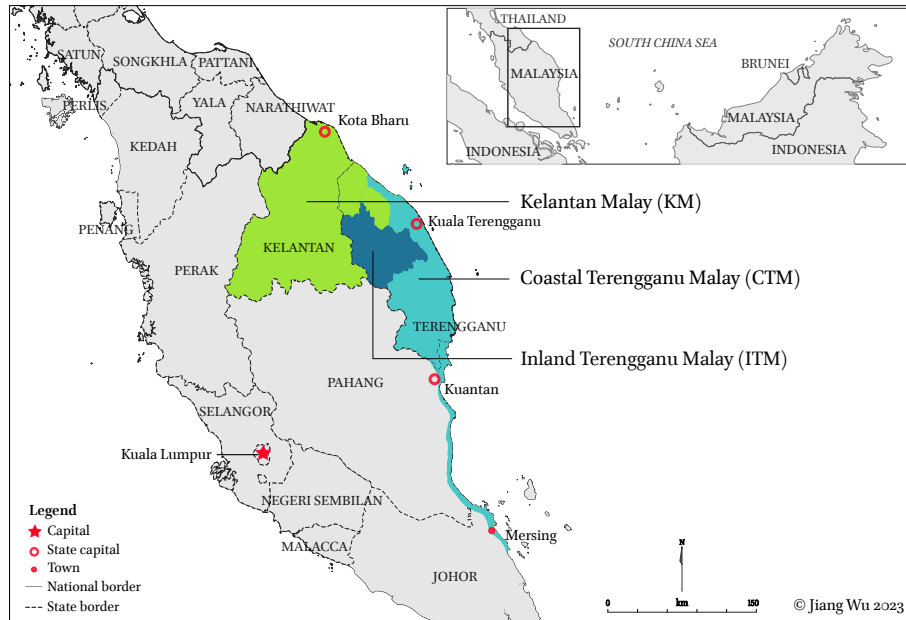 THAILAND
SOUTH CHINA SEA
BRUNEI
MALAYSIA
MALAYSIA
INDONESIA
INDONESIA
SATUN
SONGKHLA
PATTANI
PERLIS
YALA
NARATHIWAT
Kota Bharu
KEDAH
Kelantan Malay (KM)
PENANG
Kuala Terengganu
KELANTAN
PERAK
Coastal Terengganu Malay (CTM)
TERENGGANU
Inland Terengganu Malay (ITM)
PAHANG
Kuantan
SELANGOR
Kuala Lumpur
NEGERI SEMBILAN
Legend
Capital
State capital
Town
National border
State border
MALACCA
Mersing
JOHOR
N
0 km 150
© Jiang Wu 2023